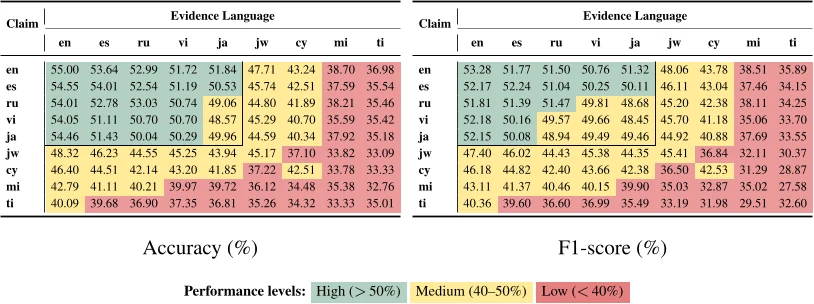 Claim Evidence Language
en es ru vi ja jw cy mi ti
en 55.00 53.64 52.99 51.72 51.84 47.71 43.24 38.70 36.98
es 54.55 54.01 52.54 51.19 50.53 45.74 42.51 37.59 35.54
ru 54.01 52.78 53.03 50.74 49.06 44.80 41.89 38.21 35.46
vi 54.05 51.11 50.70 50.70 48.57 45.29 40.70 35.59 35.42
ja 54.46 51.43 50.04 50.29 49.96 44.59 40.34 37.92 35.18
jw 48.32 46.23 44.55 45.25 43.94 45.17 37.10 33.82 33.09
cy 46.40 44.51 42.14 43.20 41.85 37.22 42.51 33.78 33.33
mi 42.79 41.11 40.21 39.97 39.72 36.12 34.48 35.38 32.76
ti 40.09 39.68 36.90 37.35 36.81 35.26 34.32 33.33 35.01
Accuracy (%)
Claim Evidence Language
en es ru vi ja jw cy mi ti
en 53.28 51.77 51.50 50.76 51.32 48.06 43.78 38.51 35.89
es 52.17 52.24 51.04 50.25 50.11 46.11 43.04 37.46 34.15
ru 51.81 51.39 51.47 49.81 48.68 45.20 42.38 38.11 34.25
vi 52.18 50.16 49.57 49.66 48.45 45.70 41.18 35.06 33.70
ja 52.15 50.08 48.94 49.49 49.46 44.92 40.88 37.69 33.55
jw 47.40 46.02 44.43 45.38 44.35 45.41 36.84 32.11 30.37
cy 46.18 44.82 42.40 43.66 42.38 36.50 42.53 31.29 28.87
mi 43.11 41.37 40.46 40.15 39.90 35.03 32.87 35.02 27.58
ti 40.36 39.60 36.60 36.99 35.49 33.19 31.98 29.51 32.60
F1-score (%)
Performance levels: High (> 50%) Medium (40–50%) Low (< 40%)